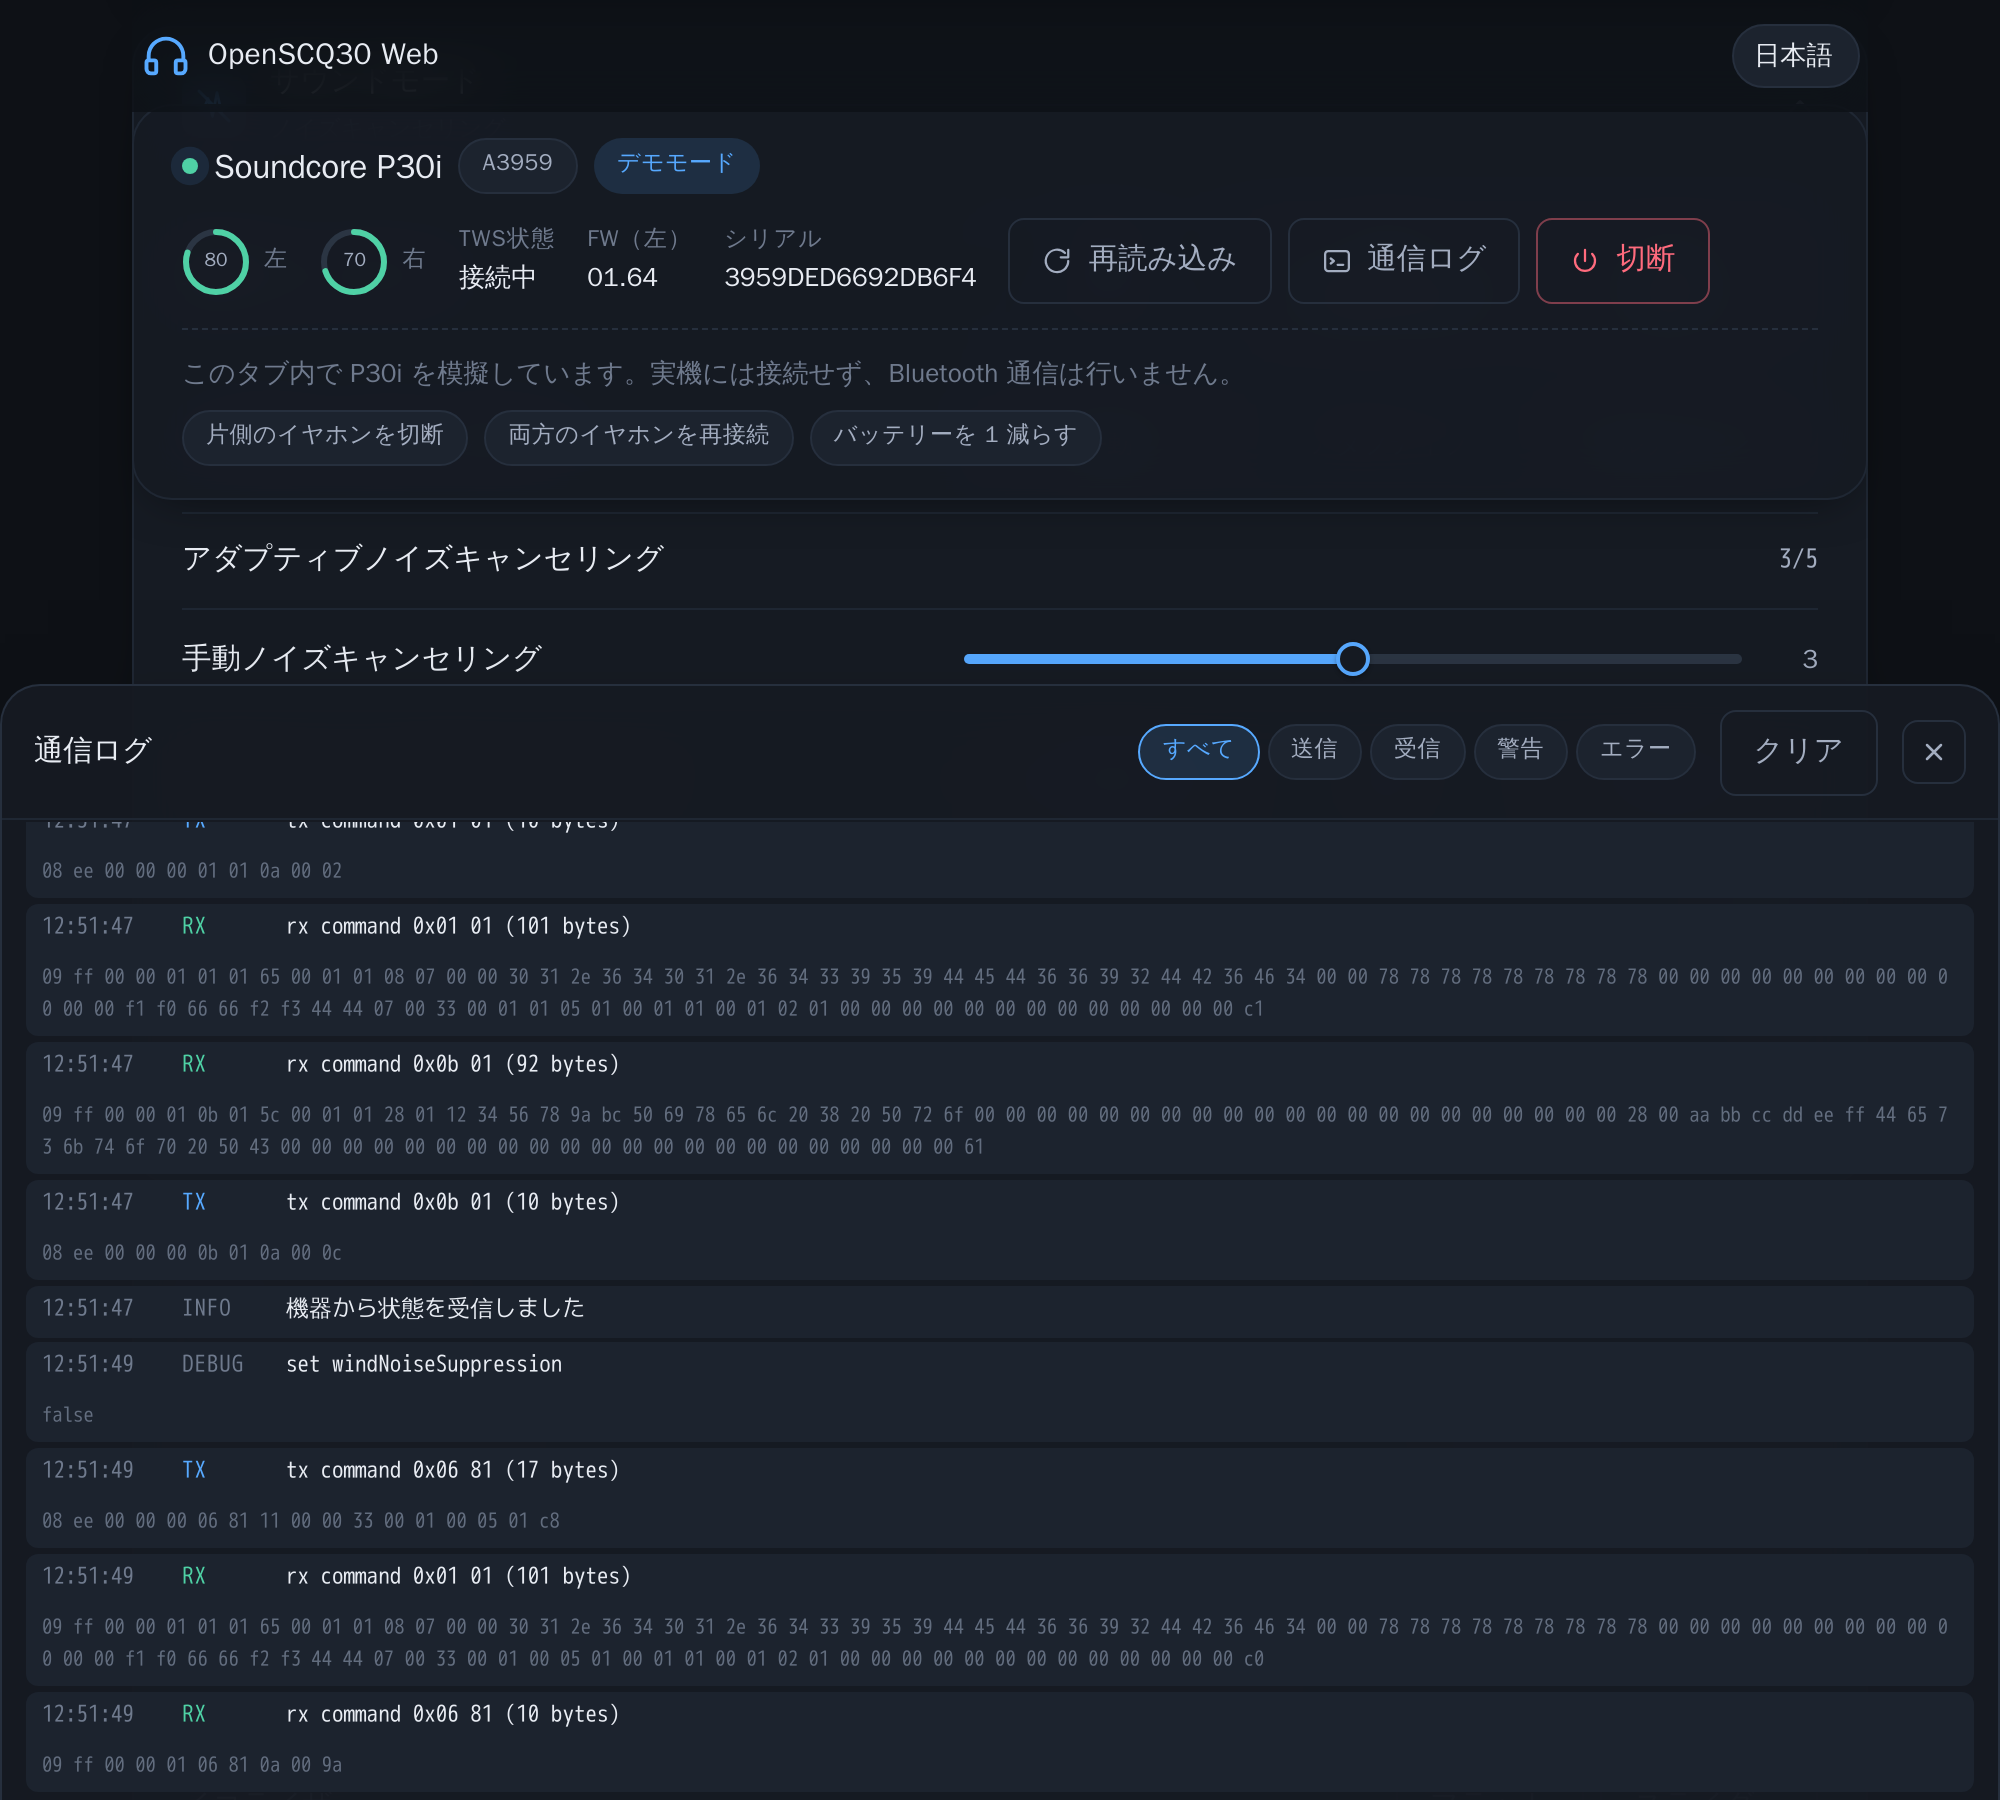 OpenSCQ30 Web
日本語
サウンドモード
Soundcore P30i
A3959
デモモード
80 左
70 右
TWS状態
接続中
FW（左）
01.64
シリアル
3959DED6692DB6F4
再読み込み
通信ログ
切断
このタブ内で P30i を模擬しています。実機には接続せず、Bluetooth 通信は行いません。
片側のイヤホンを切断
両方のイヤホンを再接続
バッテリーを 1 減らす
アダプティブノイズキャンセリング 3/5
手動ノイズキャンセリング 3
通信ログ
すべて
送信
受信
警告
エラー
クリア
12:51:47 TX tx command 0x01 01 (10 bytes)
08 ee 00 00 00 01 01 0a 00 02
12:51:47 RX rx command 0x01 01 (101 bytes)
09 ff 00 00 01 01 01 65 00 01 01 08 07 00 00 30 31 2e 36 34 30 31 2e 36 34 33 39 35 39 44 45 44 36 36 39 32 44 42 36 46 34 00 00 78 78 78 78 78 78 78 78 78 00 00 00 00 00 00 00 00 00 0
0 00 00 f1 f0 66 66 f2 f3 44 44 07 00 33 00 01 01 05 01 00 01 01 00 01 02 01 00 00 00 00 00 00 00 00 00 00 00 00 00 c1
12:51:47 RX rx command 0x0b 01 (92 bytes)
09 ff 00 00 01 0b 01 5c 00 01 01 28 01 12 34 56 78 9a bc 50 69 78 65 6c 20 38 20 50 72 6f 00 00 00 00 00 00 00 00 00 00 00 00 00 00 00 00 00 00 00 00 00 28 00 aa bb cc dd ee ff 44 65 7
3 6b 74 6f 70 20 50 43 00 00 00 00 00 00 00 00 00 00 00 00 00 00 00 00 00 00 00 00 00 00 61
12:51:47 TX tx command 0x0b 01 (10 bytes)
08 ee 00 00 00 0b 01 0a 00 0c
12:51:47 INFO 機器から状態を受信しました
12:51:49 DEBUG set windNoiseSuppression
false
12:51:49 TX tx command 0x06 81 (17 bytes)
08 ee 00 00 00 06 81 11 00 00 33 00 01 00 05 01 c8
12:51:49 RX rx command 0x01 01 (101 bytes)
09 ff 00 00 01 01 01 65 00 01 01 08 07 00 00 30 31 2e 36 34 30 31 2e 36 34 33 39 35 39 44 45 44 36 36 39 32 44 42 36 46 34 00 00 78 78 78 78 78 78 78 78 78 00 00 00 00 00 00 00 00 00 0
0 00 00 f1 f0 66 66 f2 f3 44 44 07 00 33 00 01 00 05 01 00 01 01 00 01 02 01 00 00 00 00 00 00 00 00 00 00 00 00 00 c0
12:51:49 RX rx command 0x06 81 (10 bytes)
09 ff 00 00 01 06 81 0a 00 9a